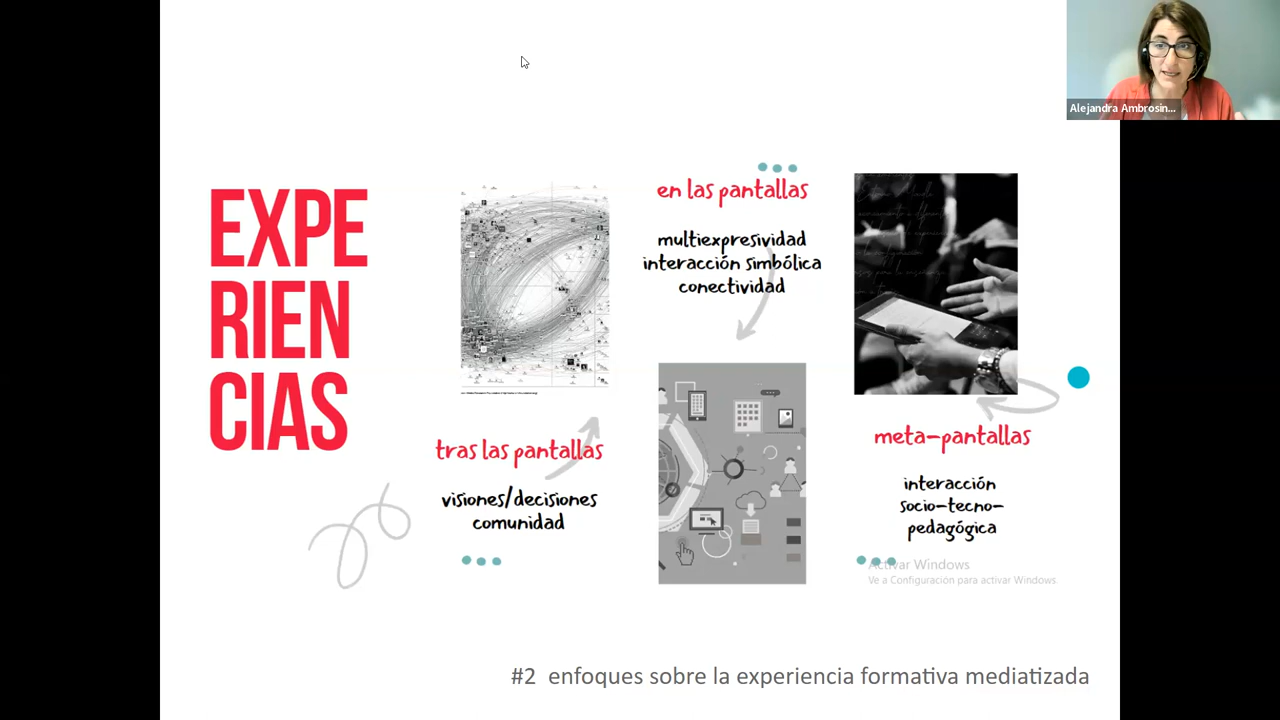 Alejandra Ambrosin...
EXPE
RIEN
CIAS
en las pantallas
multiexpresividad
interacción simbólica
conectividad
tras las pantallas
visiones/decisiones
comunidad
meta-pantallas
interacción
socio-tecno-
pedagógica
Activar Windows
Ve a Configuración para activar Windows.
#2 enfoques sobre la experiencia formativa mediatizada